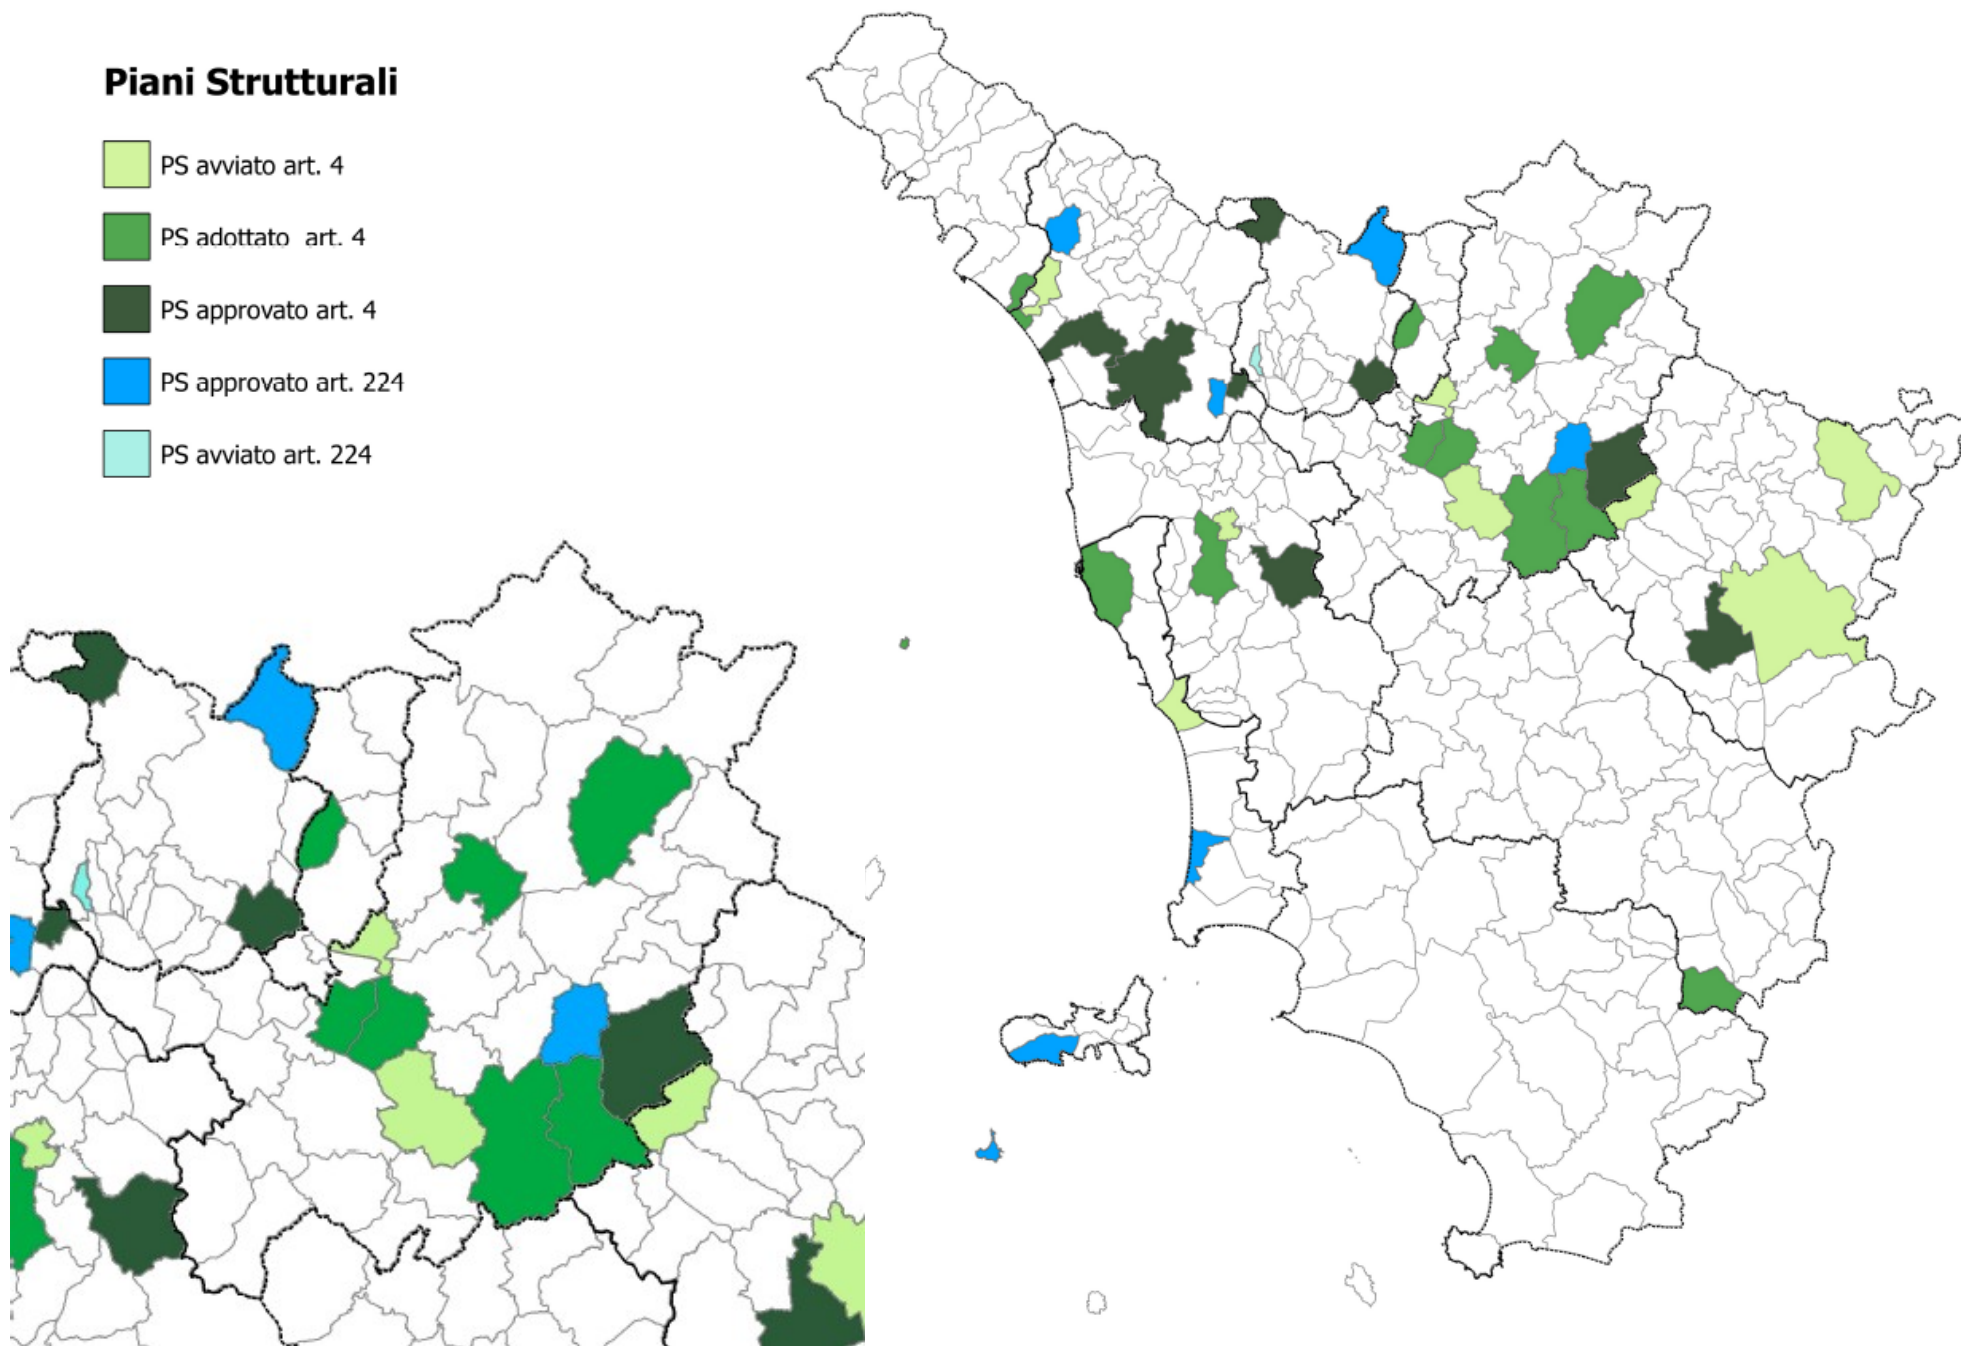 Piani Strutturali
PS avviato art. 4
PS adottato art. 4
PS approvato art. 4
PS approvato art. 224
PS avviato art. 224